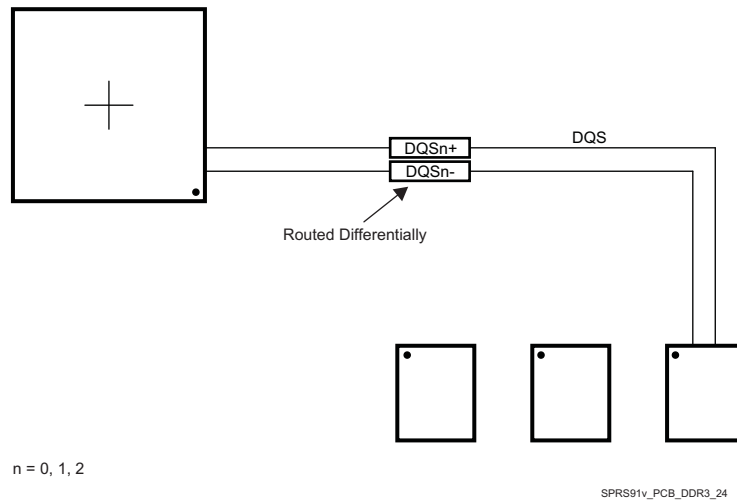 DQSn+
DQS
DQSn-
Routed Differentially
n = 0, 1, 2
SPRS91v_PCB_DDR3_24